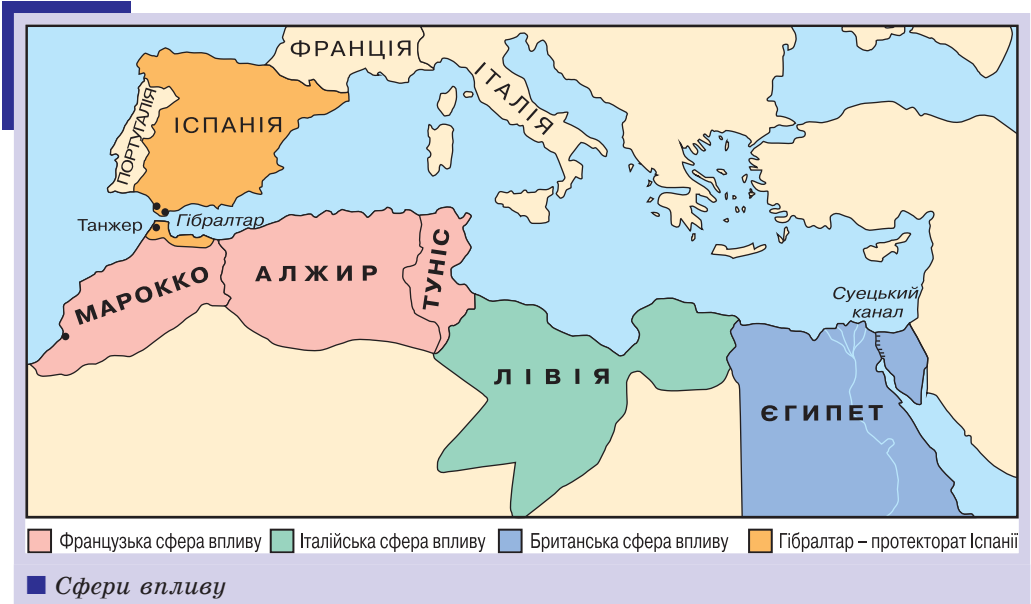 ФРАНЦІЯ
ІТАЛІЯ
ПОРТУГАЛІЯ
ІСПАНІЯ
Танжер
Гібралтар
МАРОККО
АЛЖИР
ТУНІС
Суецький
канал
ЛІВІЯ
ЄГИПЕТ
Французька сфера впливу
Італійська сфера впливу
Британська сфера впливу
Гібралтар – протекторат Іспанії
Сфери впливу